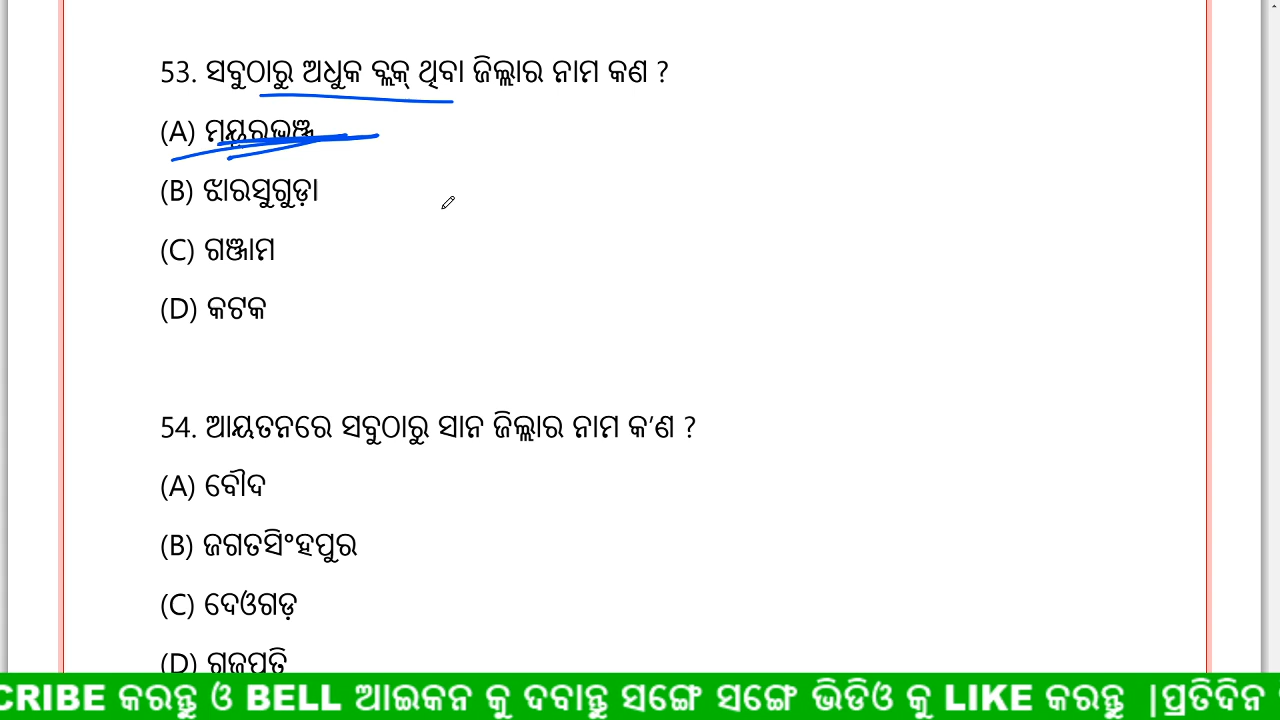 53. ସବୁଠାରୁ ଅଧୁକ ବ୍ଲକ୍ ଥିବା ଜିଲ୍ଲାର ନାମ କଣ ?
(A) ମୟୂରଭଞ୍ଜ
(B) ଝାରସୁଗୁଡ଼ା
(C) ଗଞ୍ଜାମ
(D) କଟକ
54. ଆୟତନରେ ସବୁଠାରୁ ସାନ ଜିଲ୍ଲାର ନାମ କ’ଣ ?
(A) ବୌଦ
(B) ଜଗତସିଂହପୁର
(C) ଦେଓଗଡ଼
(D) ଗଜପତି
CRIBE କରନ୍ତୁ ଓ BELL ଆଇକନ କୁ ଦବାନ୍ତୁ ସଙ୍ଗେ ସଙ୍ଗେ ଭିଡିଓ କୁ LIKE କରନ୍ତୁ |ପ୍ରତିଦିନ